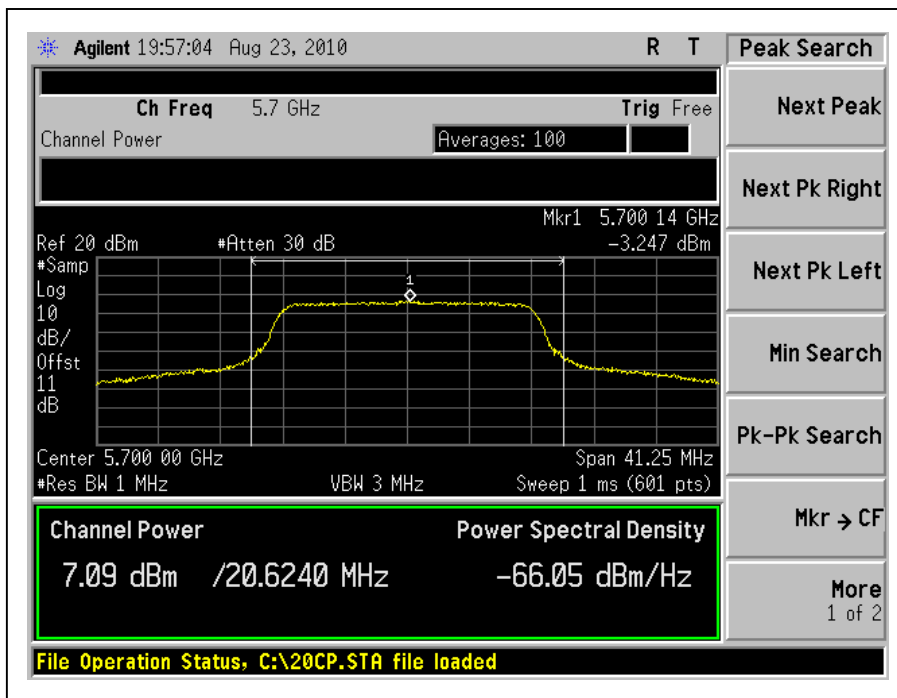 Agilent 19:57:04 Aug 23, 2010 R T
Peak Search
Ch Freq 5.7 GHz Trig Free
Channel Power Averages: 100
Mkr1 5.700 14 GHz
Ref 20 dBm #Atten 30 dB -3.247 dBm
#Samp
Log
10
dB/
Offst
11
dB
1
Center 5.700 00 GHz Span 41.25 MHz
#Res BW 1 MHz VBW 3 MHz Sweep 1 ms (601 pts)
Channel Power Power Spectral Density
7.09 dBm /20.6240 MHz -66.05 dBm/Hz
File Operation Status, C:\20CP.STA file loaded
Next Peak
Next Pk Right
Next Pk Left
Min Search
Pk-Pk Search
Mkr → CF
More
1 of 2